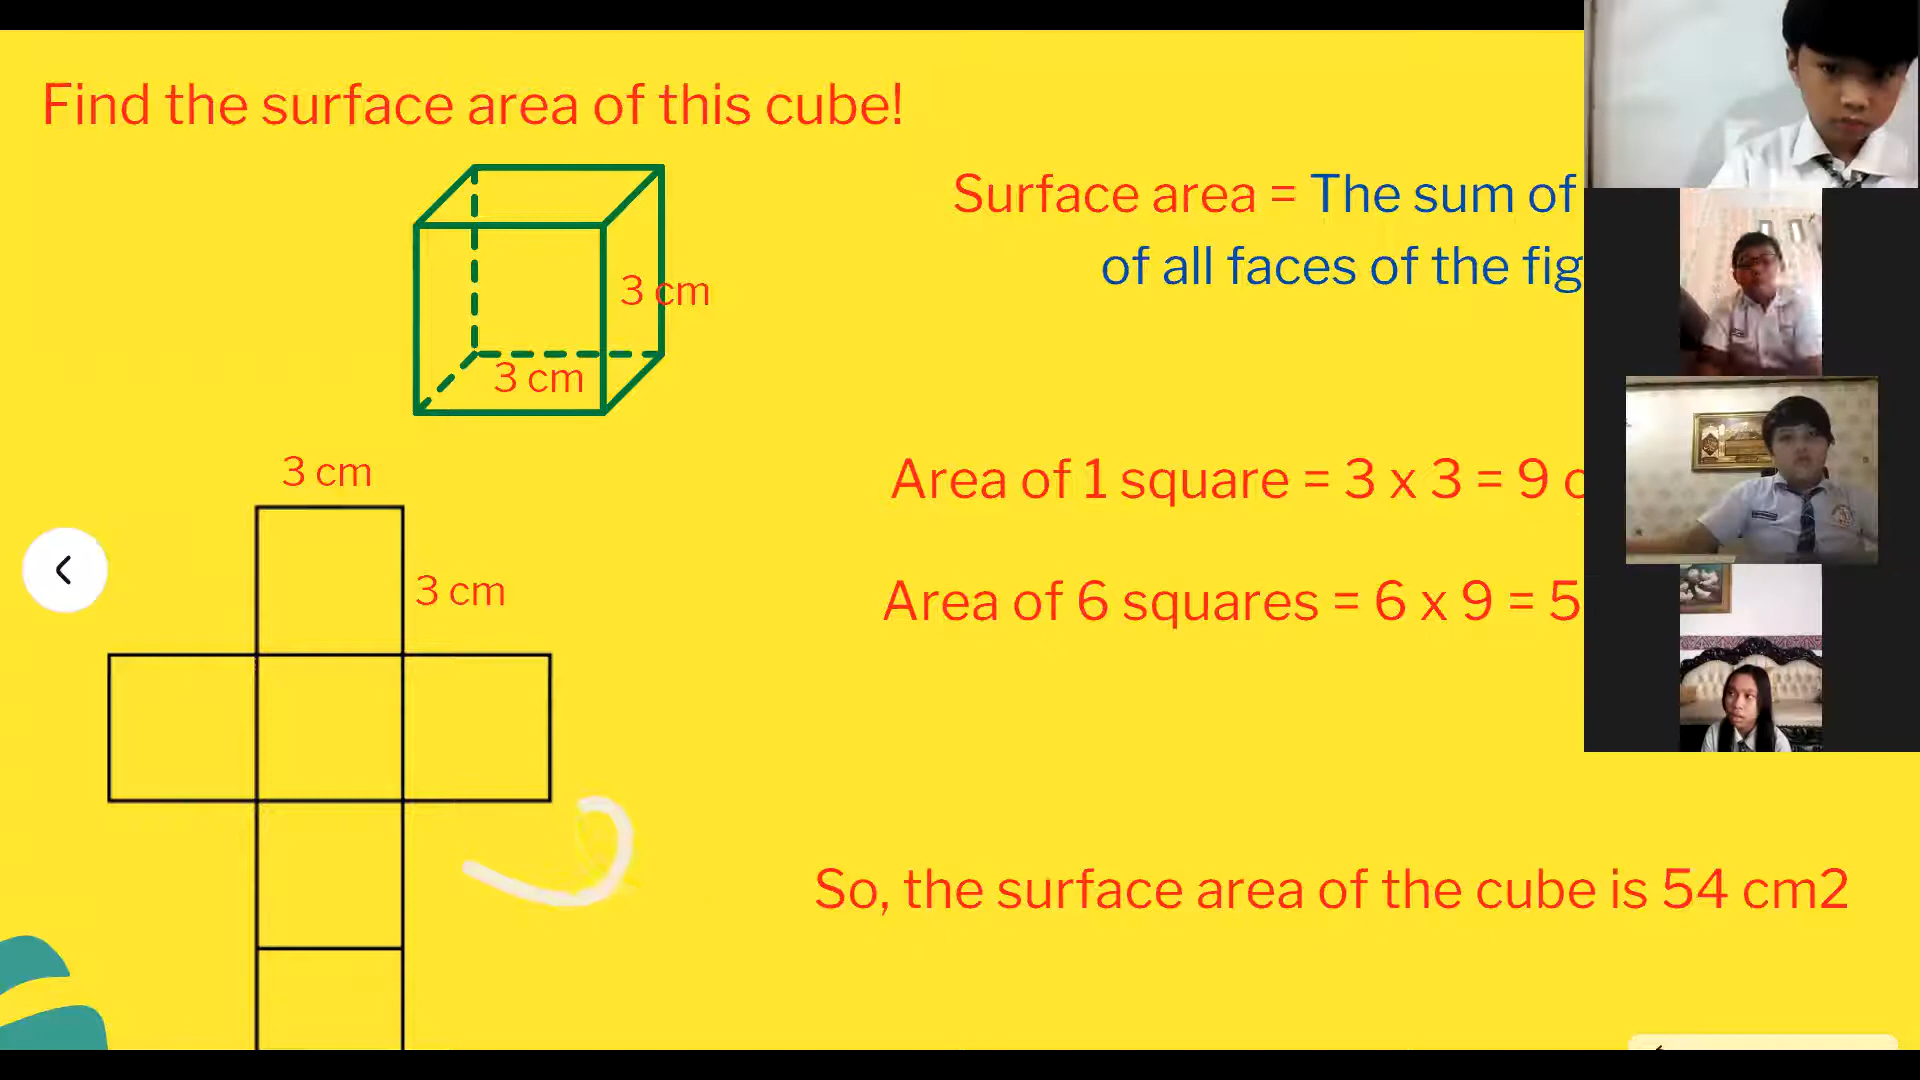 Find the surface area of this cube!
Surface area = The sum of
of all faces of the fig
3 cm
3 cm
3 cm
Area of 1 square = 3 x 3 = 9 c
3 cm
Area of 6 squares = 6 x 9 = 5
So, the surface area of the cube is 54 cm2